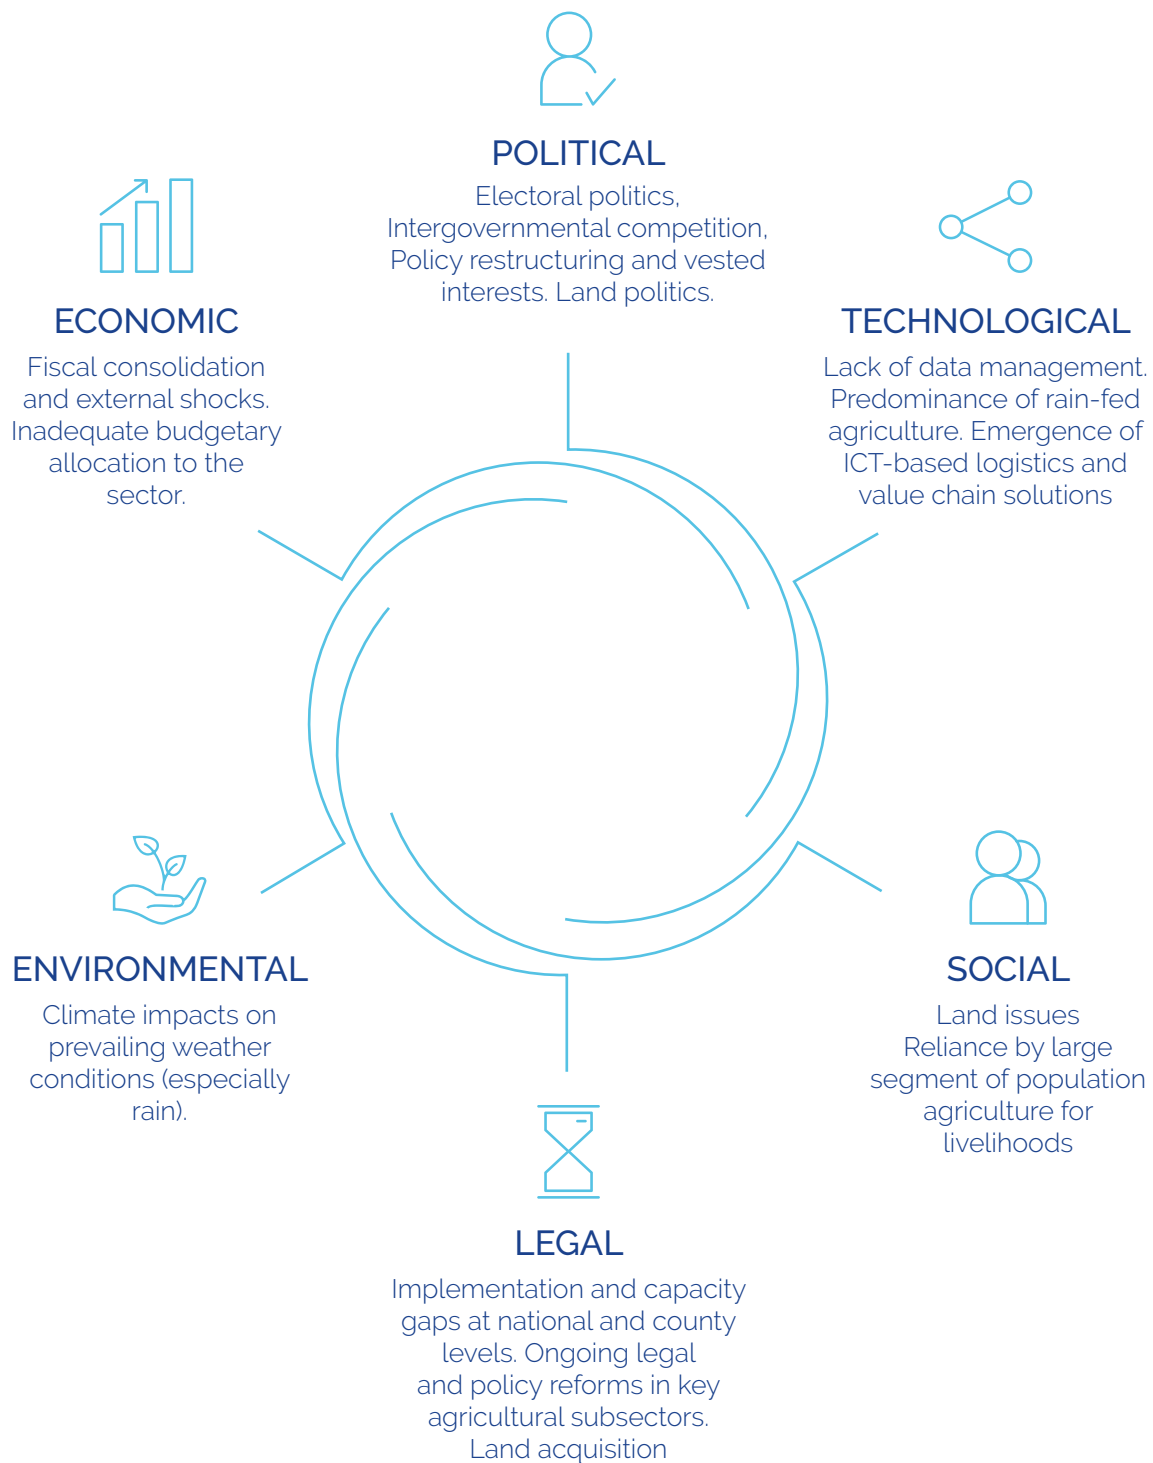 POLITICAL
Electoral politics,
Intergovernmental competition,
Policy restructuring and vested
interests. Land politics.
ECONOMIC
Fiscal consolidation
and external shocks.
Inadequate budgetary
allocation to the
sector.
TECHNOLOGICAL
Lack of data management.
Predominance of rain-fed
agriculture. Emergence of
ICT-based logistics and
value chain solutions
ENVIRONMENTAL
Climate impacts on
prevailing weather
conditions (especially
rain).
SOCIAL
Land issues
Reliance by large
segment of population
agriculture for
livelihoods
LEGAL
Implementation and capacity
gaps at national and county
levels. Ongoing legal
and policy reforms in key
agricultural subsectors.
Land acquisition